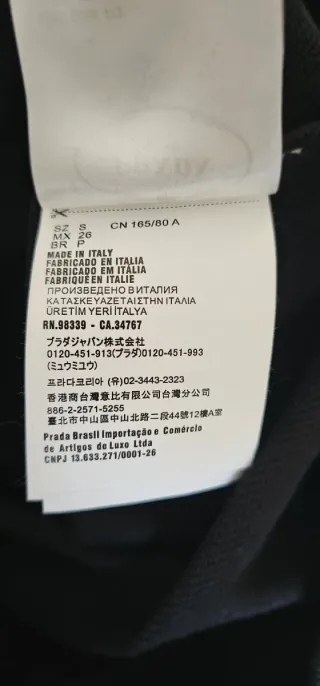 SZ S CN 165/80 A
MX 26
BR P
MADE IN ITALY
FABRICADO EN ITALIA
FABRICADO EM ITÁLIA
FABRIQUÉ EN ITALIE
ПРОИЗВЕДЕНО В ИТАЛИЯ
ΚΑΤΑΣΚΕΥΑΖΕΤΑΙ ΣΤΗΝ ΙΤΑΛΙΑ
ÜRETİM YERİ İTALYA
RN.98339 - CA.34767
プラダジャパン株式会社
0120-451-913(プラダ)0120-451-993
(ミュウミュウ)
프라다코리아 (유)02-3443-2323
香港商台灣意比有限公司台灣分公司
886-2-2571-5255
臺北市中山區中山北路二段44號12樓A室
Prada Brasil Importação e Comércio
de Artigos de Luxo Ltda
CNPJ 13.633.271/0001-26